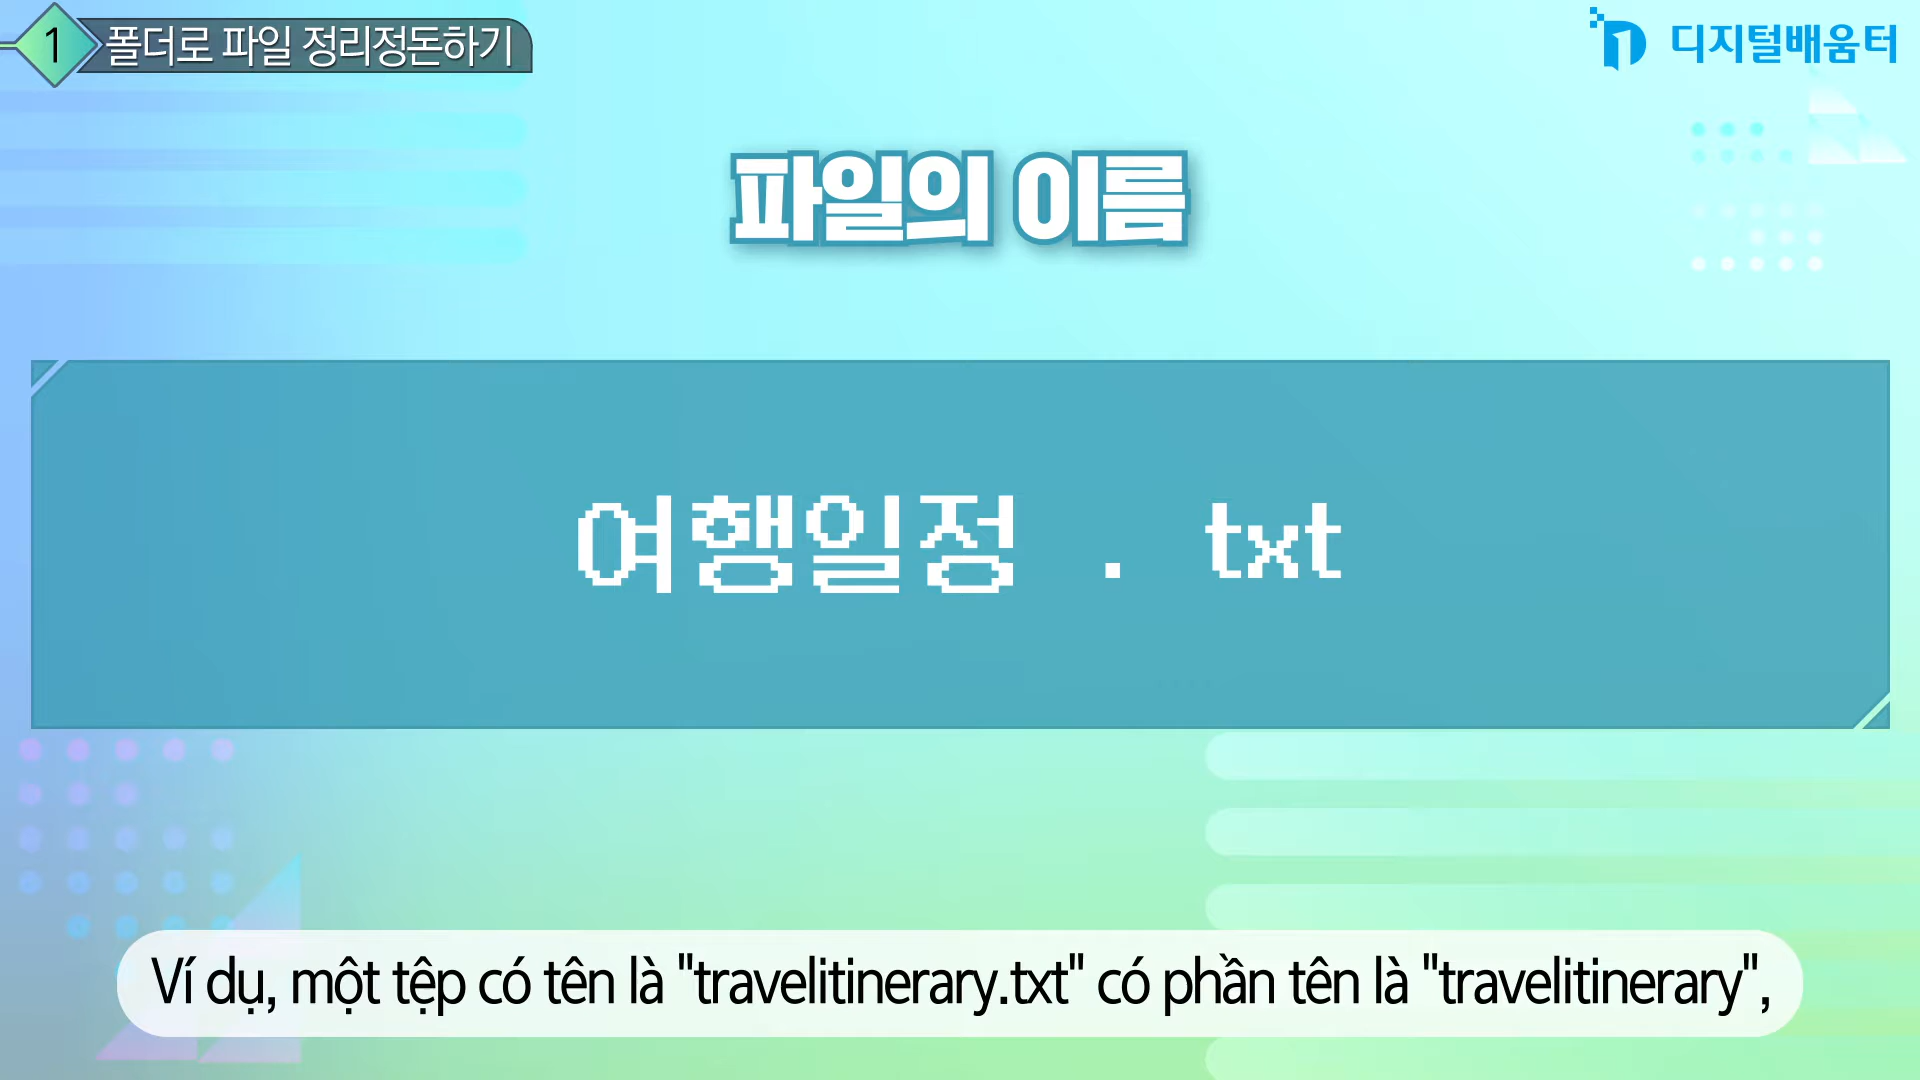 1 폴더로 파일 정리정돈하기
디지털배움터
파일의 이름
여행일정 . txt
Ví dụ, một tệp có tên là "travelitinerary.txt" có phần tên là "travelitinerary",